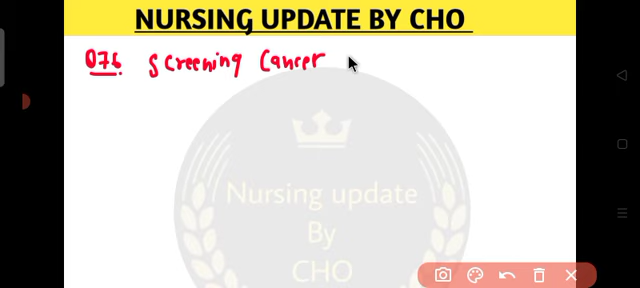 NURSING UPDATE BY CHO
Q76. Screening Cancer
Nursing update
By
CHO